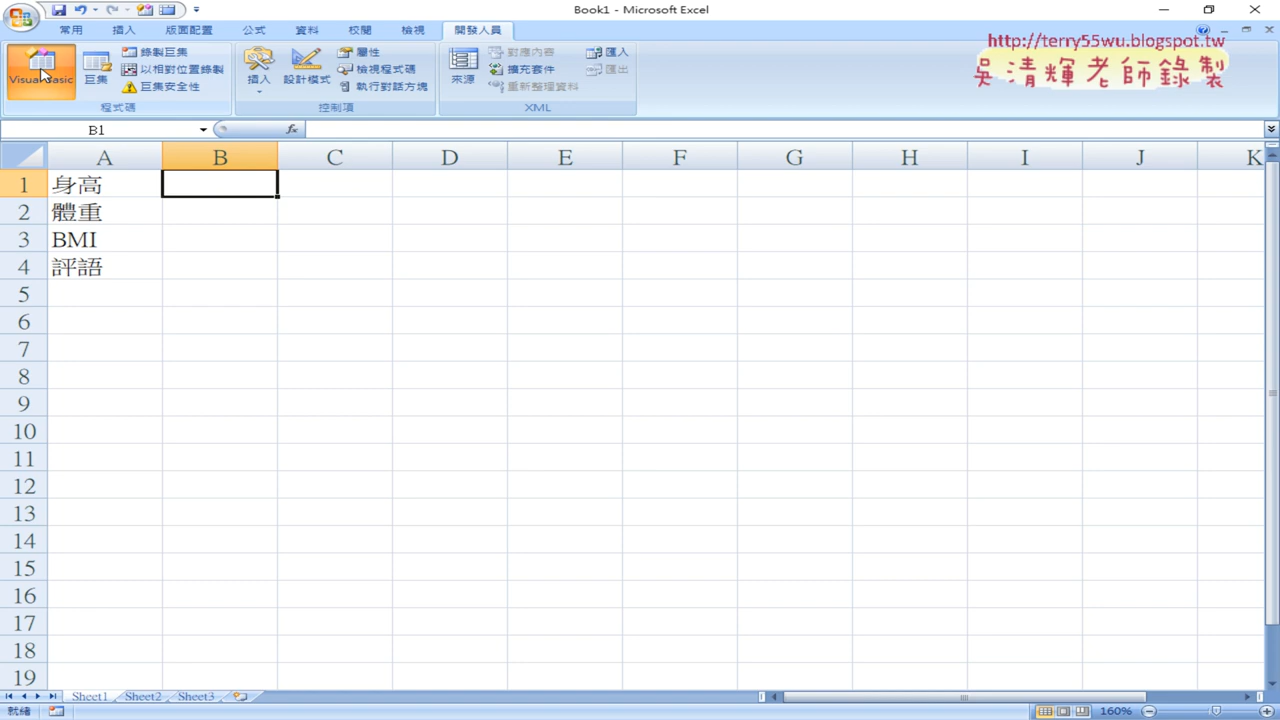 Book1 - Microsoft Excel
常用 插入 版面配置 公式 資料 校閱 檢視 開發人員
http://terry55wu.blogspot.tw
吳清輝老師錄製
Visual Basic
巨集
錄製巨集
以相對位置錄製
巨集安全性
程式碼
插入
設計模式
屬性
檢視程式碼
執行對話方塊
控制項
來源
對應內容
擴充套件
重新整理資料
匯入
匯出
XML
B1
fx
A B C D E F G H I J K
1 身高
2 體重
3 BMI
4 評語
5
6
7
8
9
10
11
12
13
14
15
16
17
18
19
Sheet1 Sheet2 Sheet3
就緒
160%